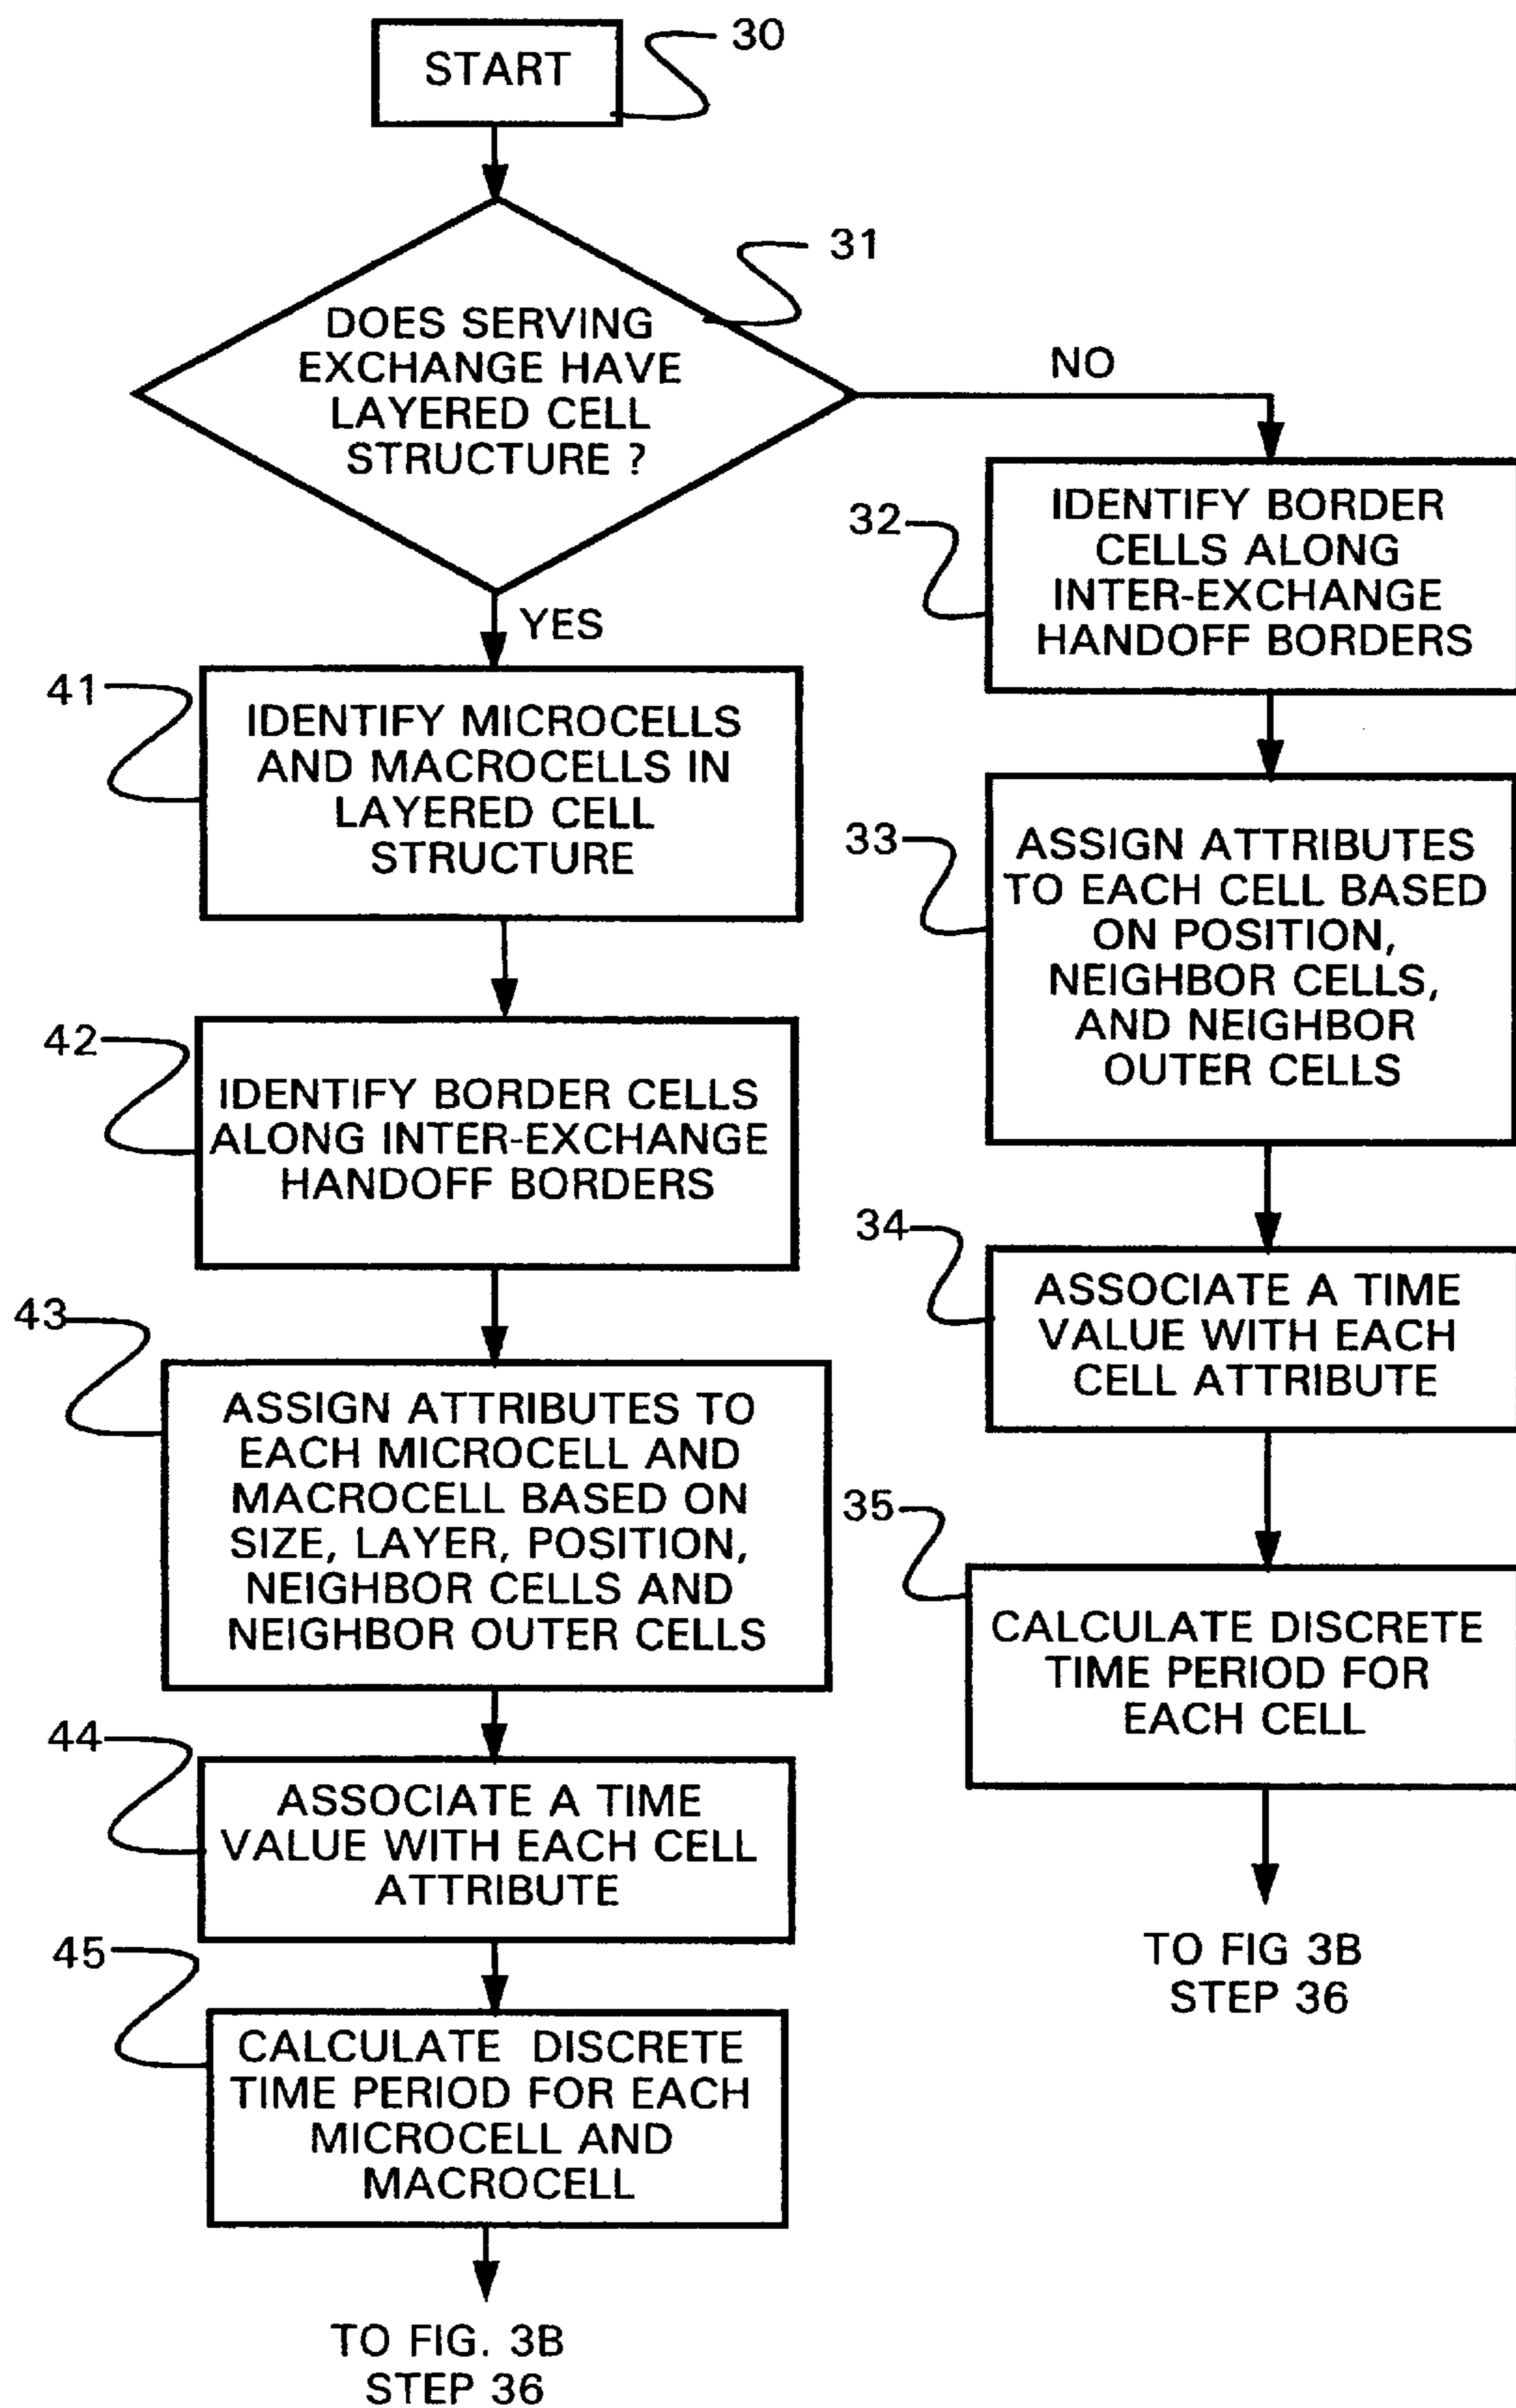 START
30
31
DOES SERVING
EXCHANGE HAVE
LAYERED CELL
STRUCTURE ?
NO
YES
32
IDENTIFY BORDER
CELLS ALONG
INTER-EXCHANGE
HANDOFF BORDERS
33
ASSIGN ATTRIBUTES
TO EACH CELL BASED
ON POSITION,
NEIGHBOR CELLS,
AND NEIGHBOR
OUTER CELLS
34
ASSOCIATE A TIME
VALUE WITH EACH
CELL ATTRIBUTE
35
CALCULATE DISCRETE
TIME PERIOD FOR
EACH CELL
TO FIG 3B
STEP 36
41
IDENTIFY MICROCELLS
AND MACROCELLS IN
LAYERED CELL
STRUCTURE
42
IDENTIFY BORDER CELLS
ALONG INTER-EXCHANGE
HANDOFF BORDERS
43
ASSIGN ATTRIBUTES TO
EACH MICROCELL AND
MACROCELL BASED ON
SIZE, LAYER, POSITION,
NEIGHBOR CELLS AND
NEIGHBOR OUTER CELLS
44
ASSOCIATE A TIME
VALUE WITH EACH CELL
ATTRIBUTE
45
CALCULATE DISCRETE
TIME PERIOD FOR EACH
MICROCELL AND
MACROCELL
TO FIG. 3B
STEP 36